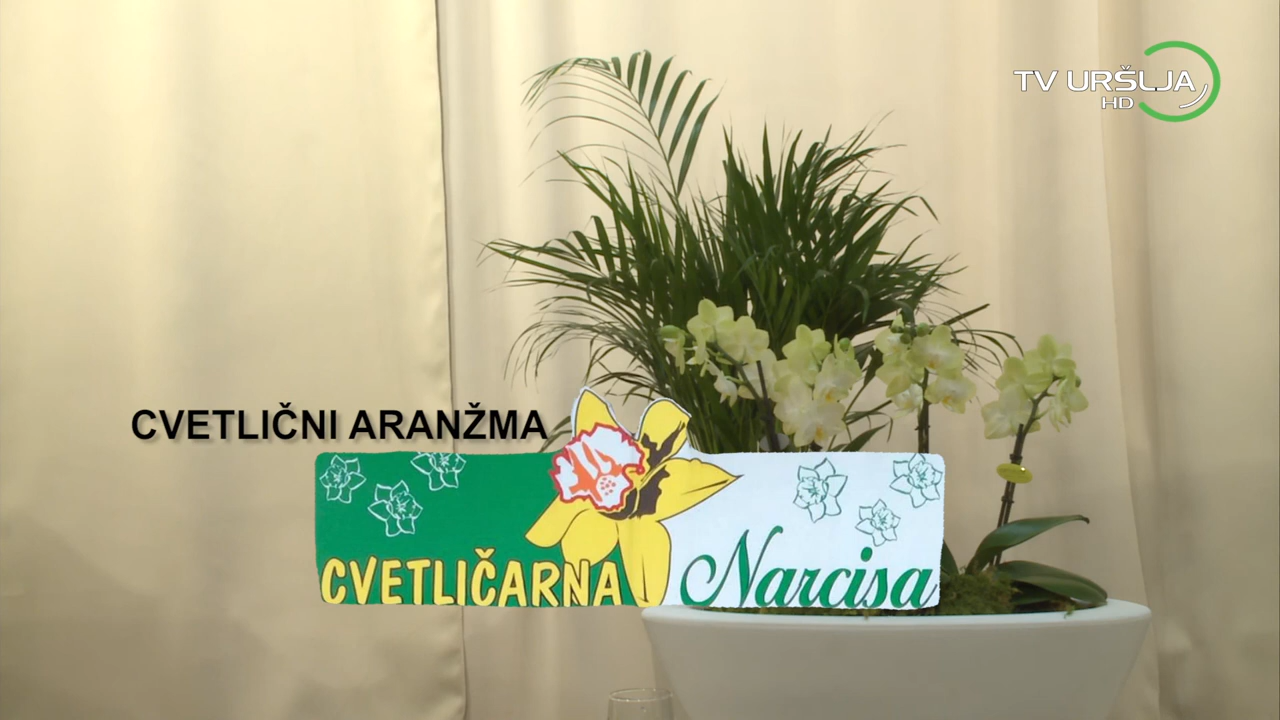 TV URŠLJA
HD
CVETLIČNI ARANŽMA
CVETLIČARNA
Narcisa